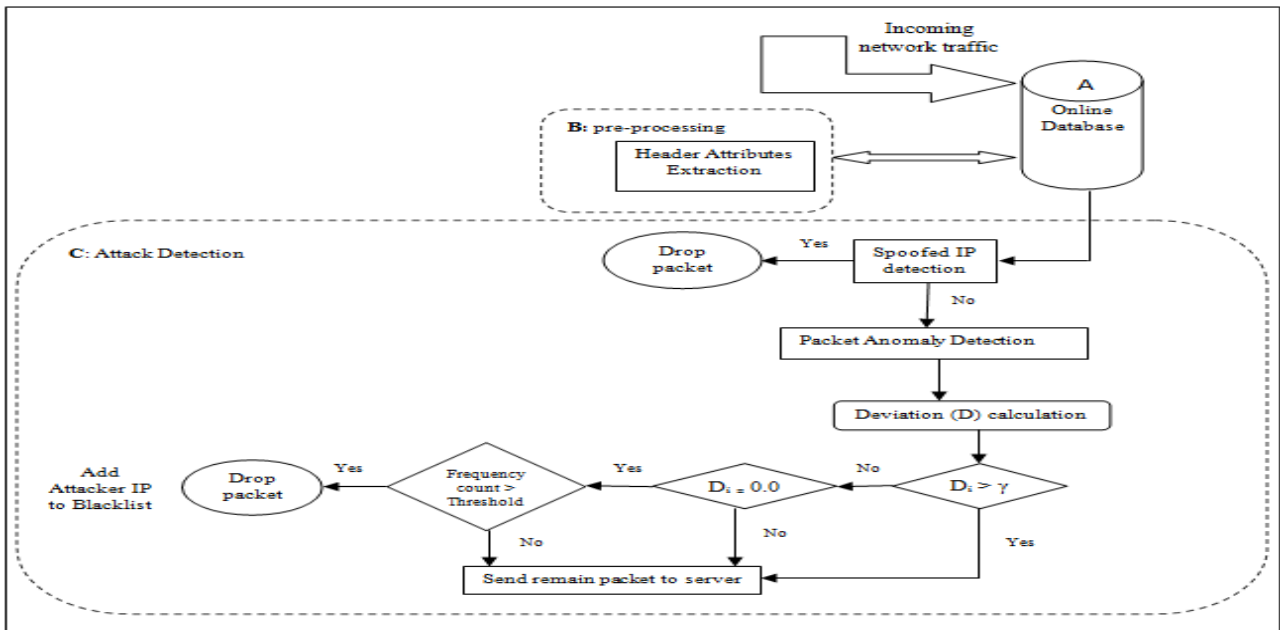 Incoming
network traffic
A
Online
Database
B: pre-processing
Header Attributes
Extraction
C: Attack Detection
Drop
packet
Yes
Spoofed IP
detection
No
Packet Anomaly Detection
Deviation (D) calculation
Add
Attacker IP
to Blacklist
Drop
packet
Yes
Frequency
count >
Threshold
Yes
Dᵢ = 0.0
No
Dᵢ > γ
No
No
Yes
Send remain packet to server